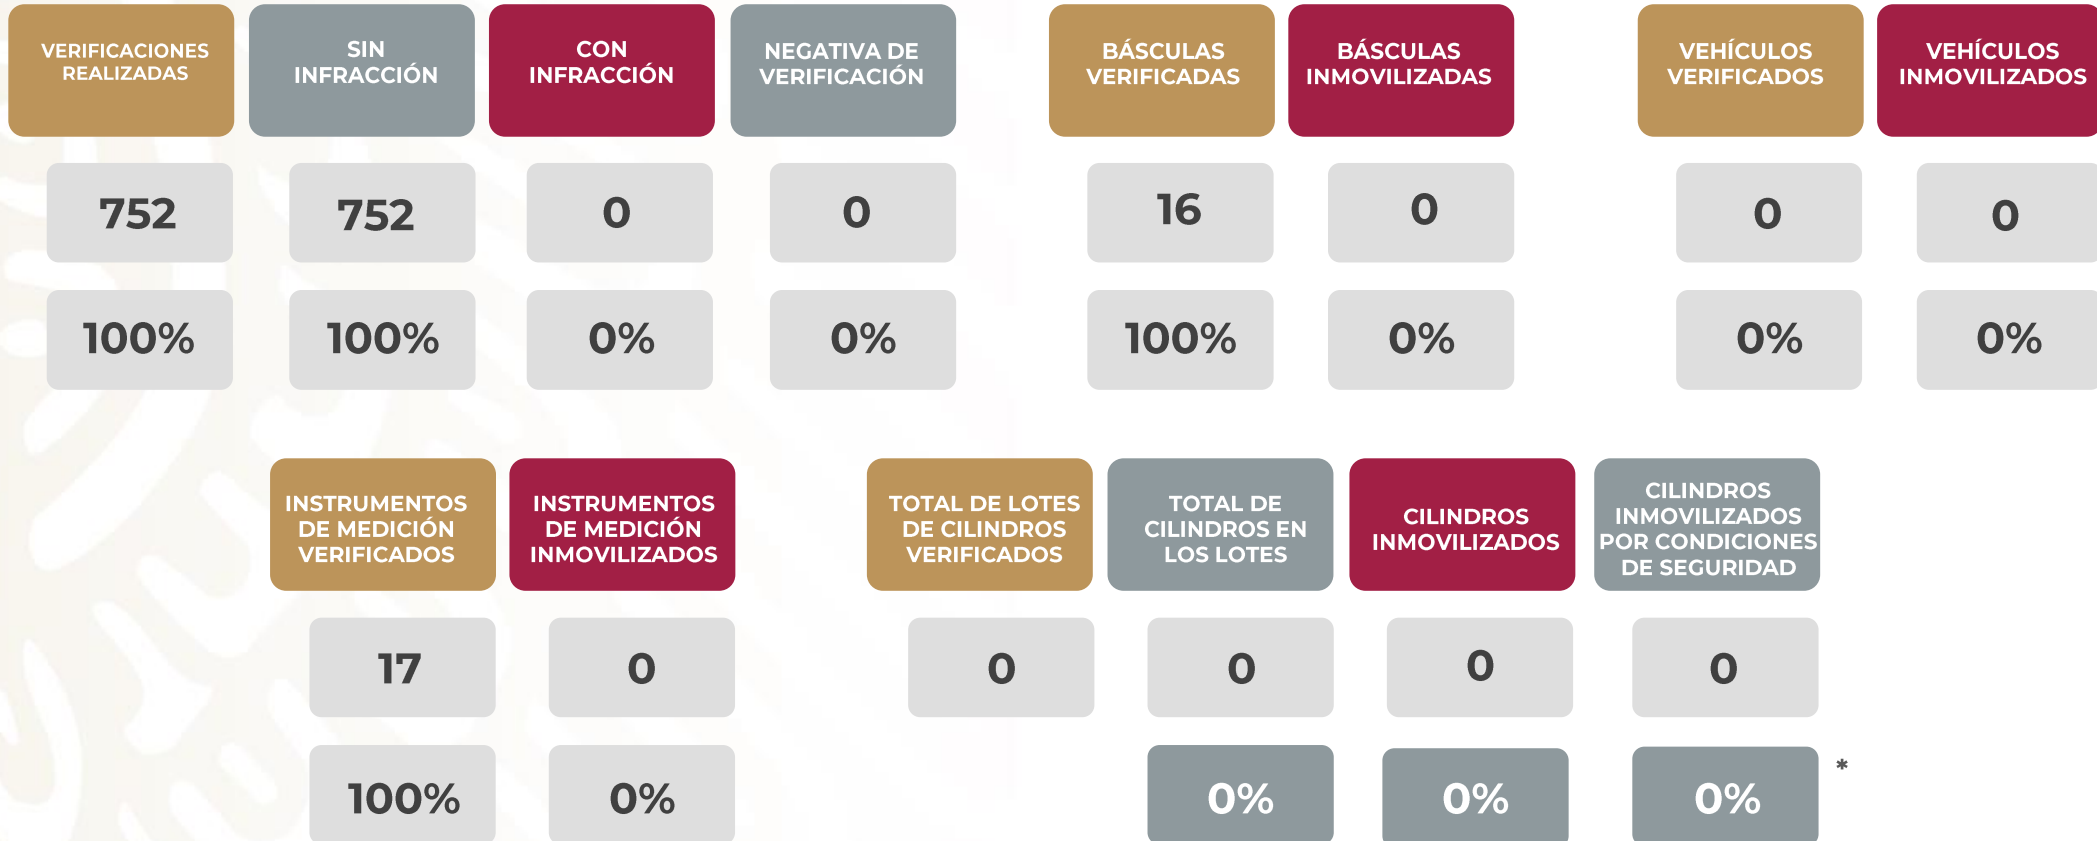 VERIFICACIONES
REALIZADAS
SIN
INFRACCIÓN
CON
INFRACCIÓN
NEGATIVA DE
VERIFICACIÓN
BÁSCULAS
VERIFICADAS
BÁSCULAS
INMOVILIZADAS
VEHÍCULOS
VERIFICADOS
VEHÍCULOS
INMOVILIZADOS
752
752
0
0
16
0
0
0
100%
100%
0%
0%
100%
0%
0%
0%
INSTRUMENTOS
DE MEDICIÓN
VERIFICADOS
INSTRUMENTOS
DE MEDICIÓN
INMOVILIZADOS
TOTAL DE LOTES
DE CILINDROS
VERIFICADOS
TOTAL DE
CILINDROS EN
LOS LOTES
CILINDROS
INMOVILIZADOS
CILINDROS
INMOVILIZADOS
POR CONDICIONES
DE SEGURIDAD
17
0
0
0
0
0
100%
0%
0%
0%
0%
*